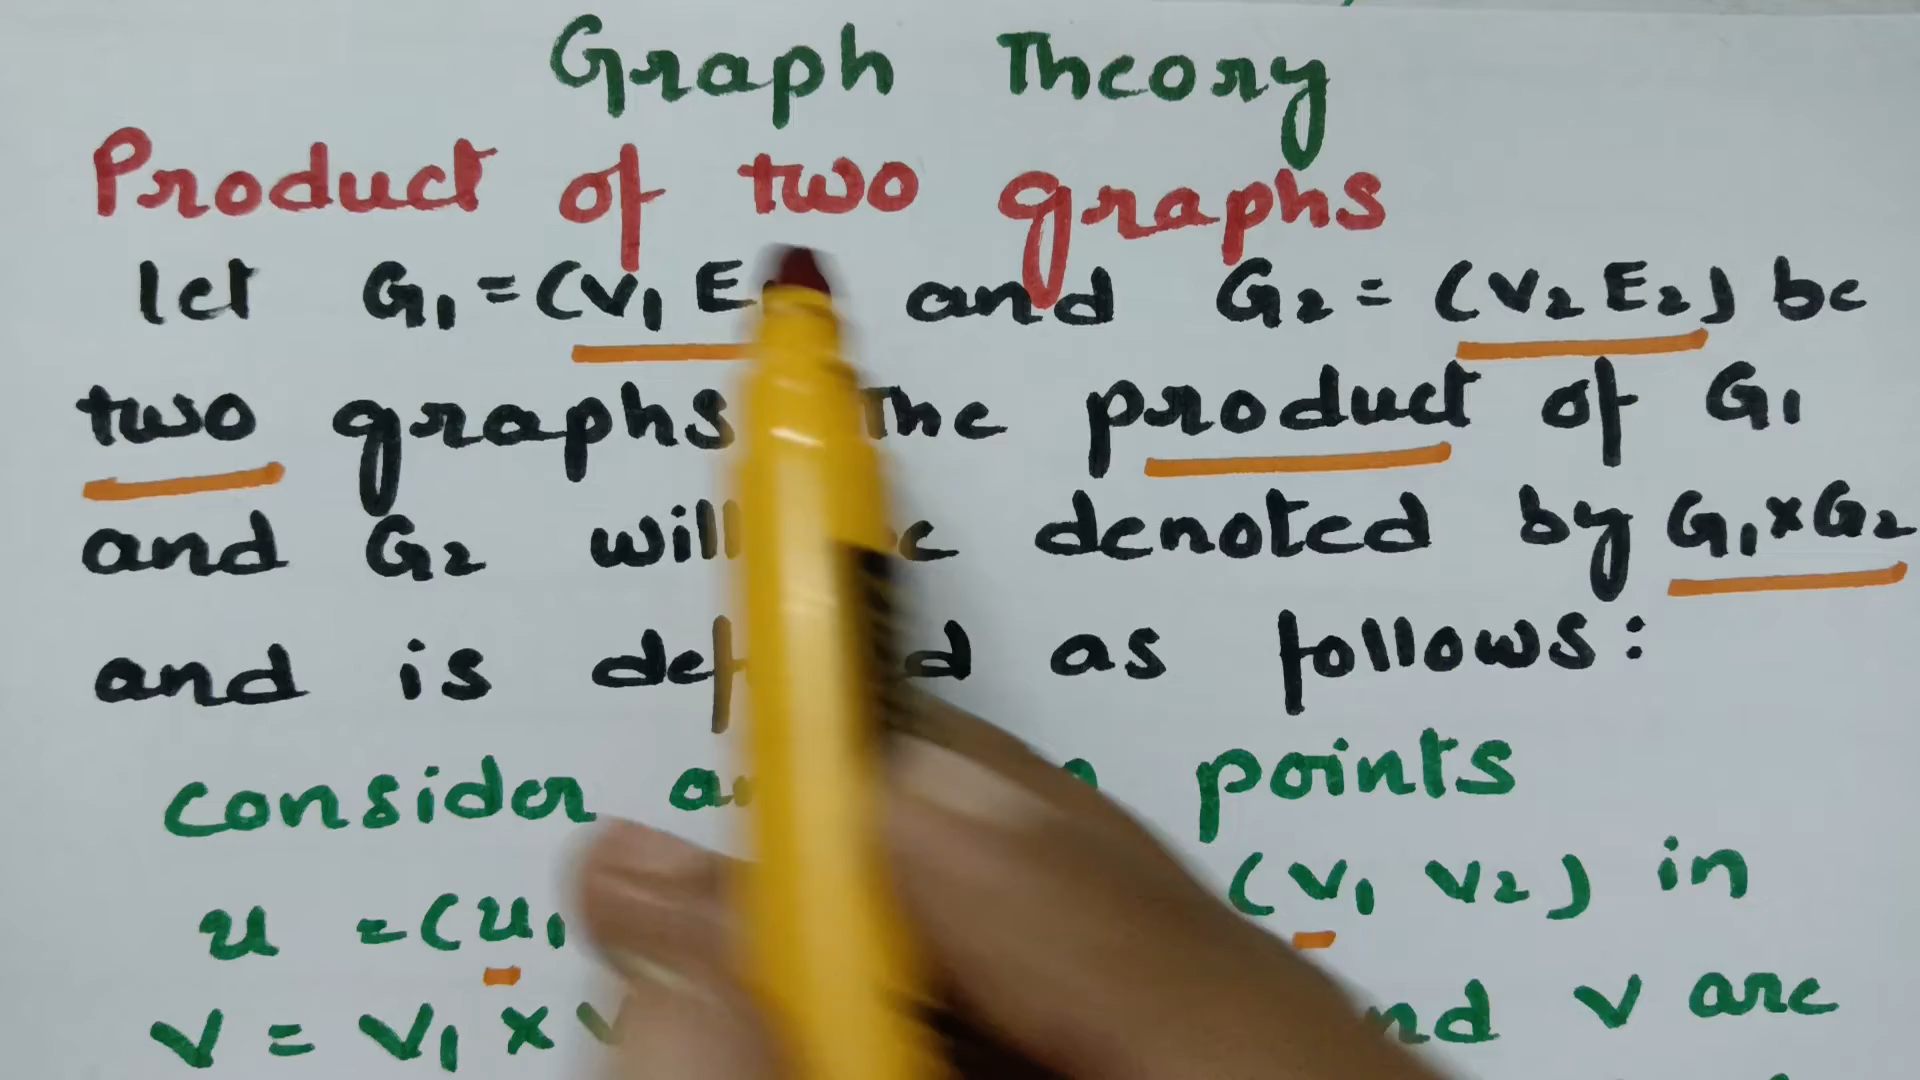 Graph Theory
Product of two graphs
let G1 = (V1 E and G2 = (V2 E2) be
two graphs The product of G1
and G2 will denoted by G1×G2
and is as follows:
consider points
u = (u1 (v1 v2) in
V = V1 × v are